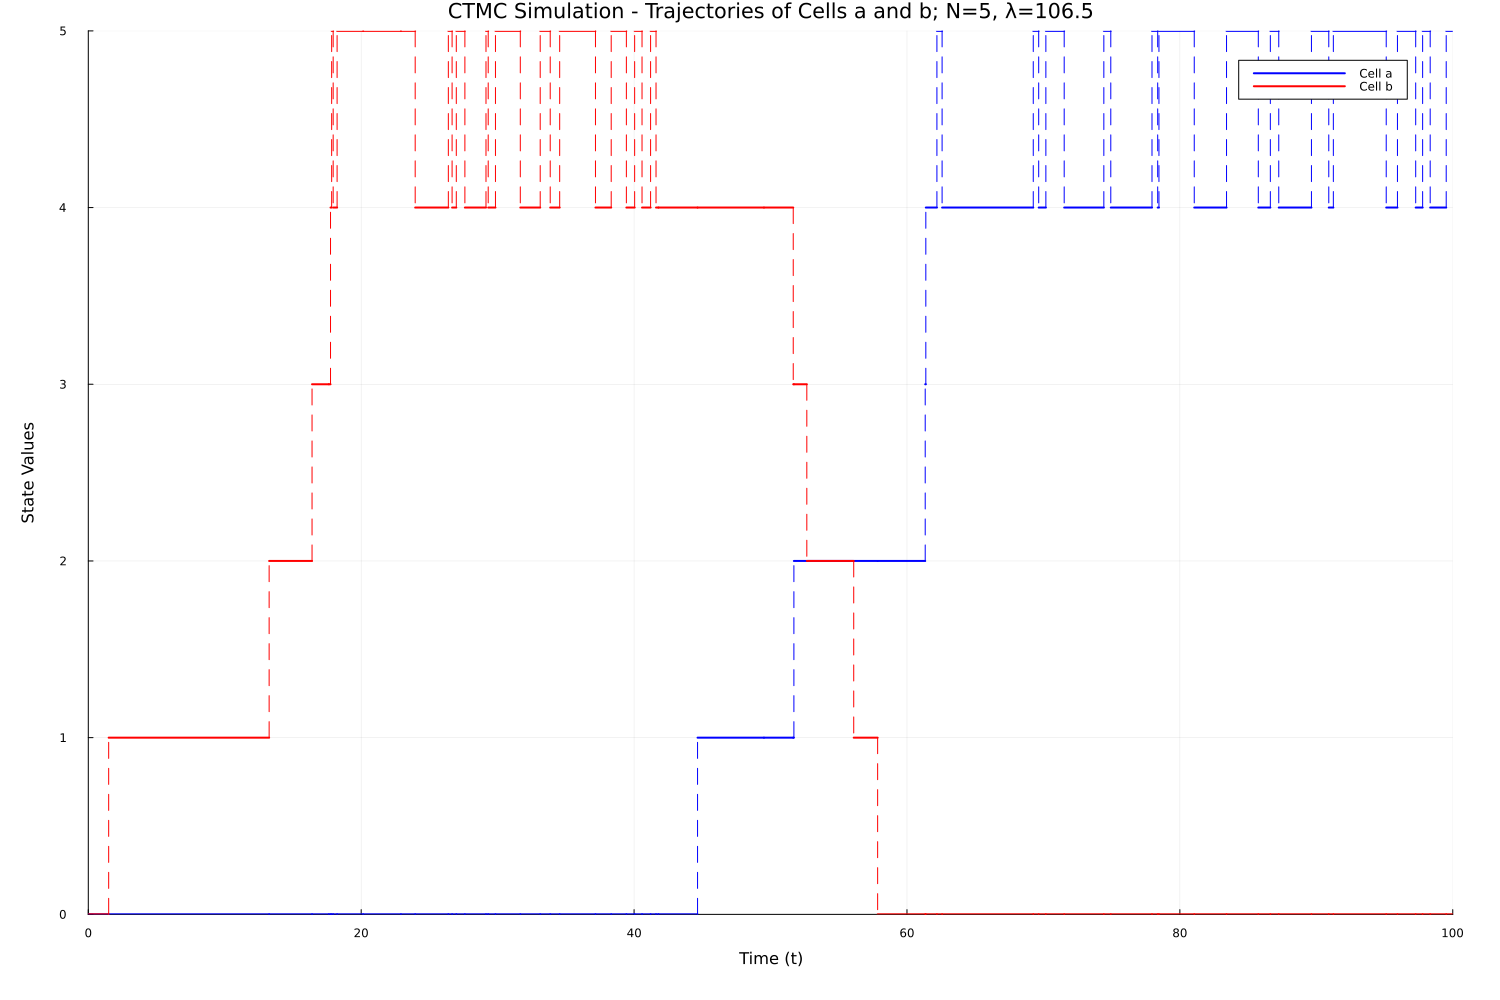 CTMC Simulation - Trajectories of Cells a and b; N=5, λ=106.5
5
Cell a
Cell b
4
3
State Values
2
1
0
0 20 40 60 80 100
Time (t)